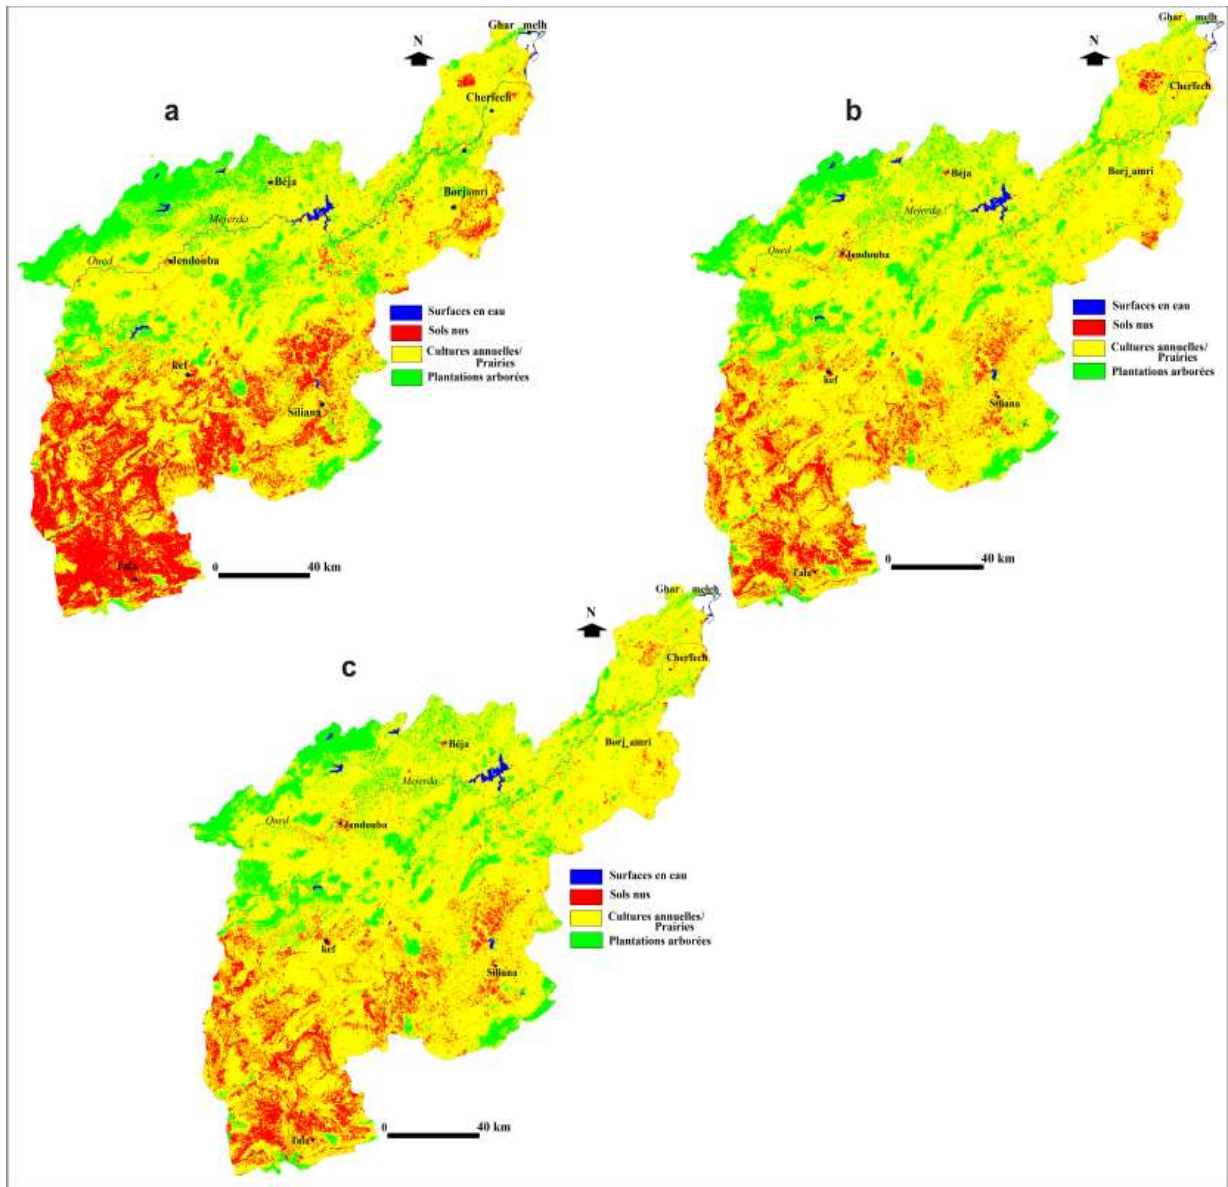 Ghar melh
N
a
Cherfech
Béja
Borjamri
Mejerda
Oued
Jendouba
Surfaces en eau
Sols nus
Cultures annuelles/
Prairies
Plantations arborées
kef
Siliana
Tala
0 40 km
Ghar melh
N
b
Cherfech
Béja
Borj_amri
Mejerda
Oued
Jendouba
Surfaces en eau
Sols nus
Cultures annuelles/
Prairies
Plantations arborées
kef
Siliana
Tala
0 40 km
Ghar melch
N
c
Cherfech
Béja
Borj_amri
Mejerda
Oued
Jendouba
Surfaces en eau
Sols nus
Cultures annuelles/
Prairies
Plantations arborées
kef
Siliana
Tala
0 40 km